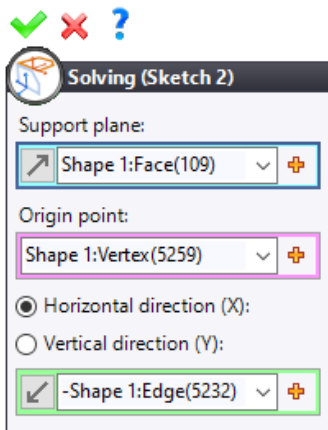 Solving (Sketch 2)
Support plane:
Shape 1:Face(109)
Origin point:
Shape 1:Vertex(5259)
Horizontal direction (X):
Vertical direction (Y):
-Shape 1:Edge(5232)